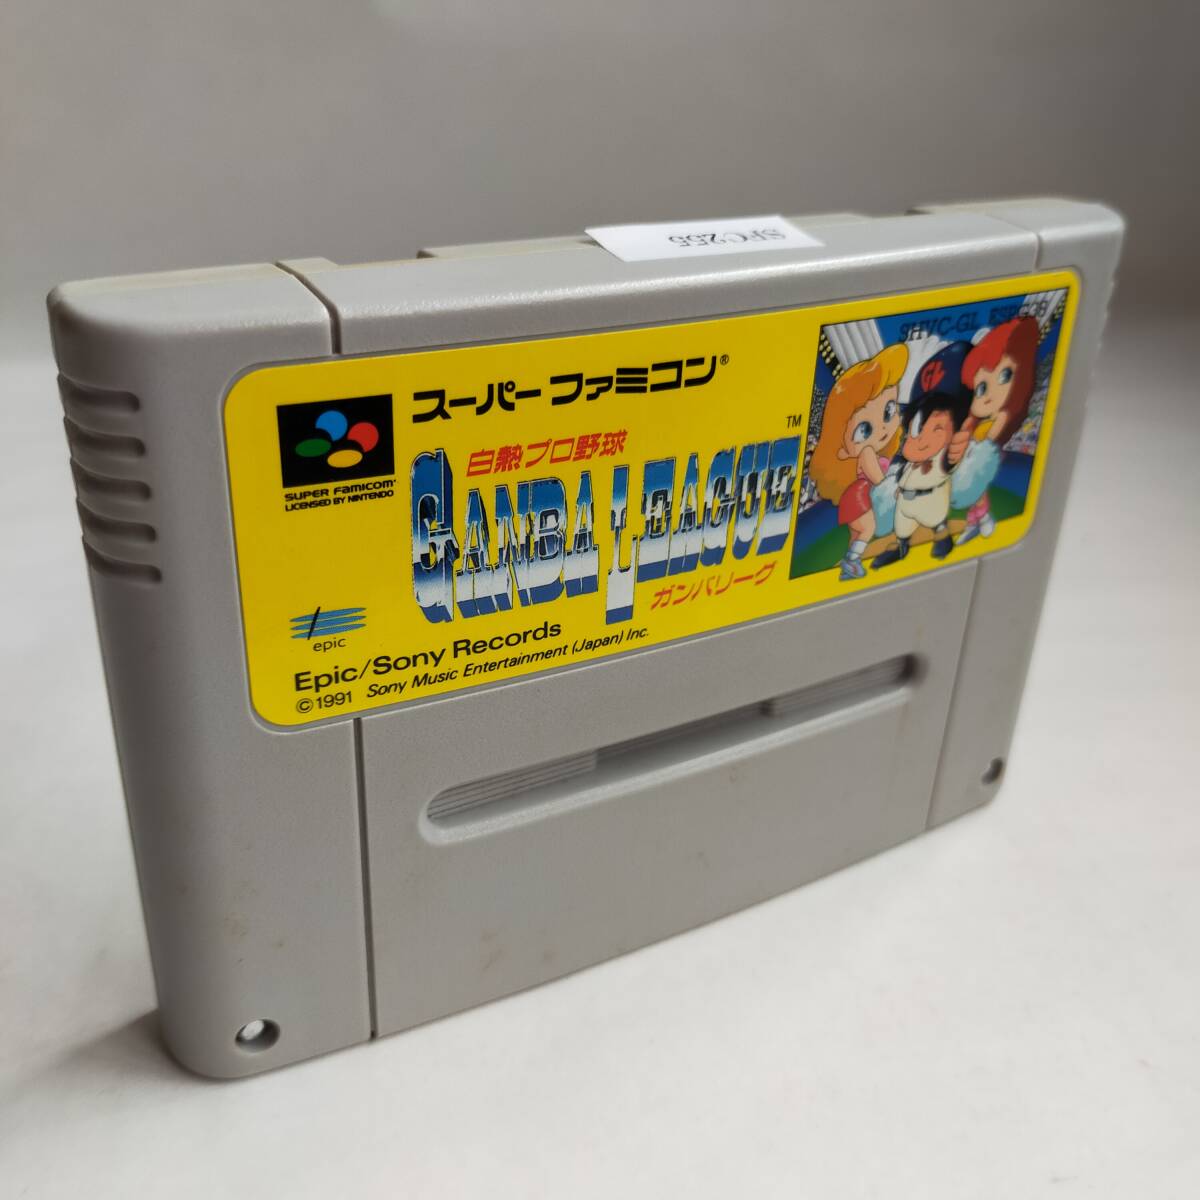 SFC255
スーパーファミコン®
SHVC-GL ESPG36
GL
SUPER FAMICOM
LICENSED BY NINTENDO
白熱プロ野球
GANBA LEAGUE™
ガンバリーグ
epic
Epic/Sony Records
©1991 Sony Music Entertainment (Japan) Inc.